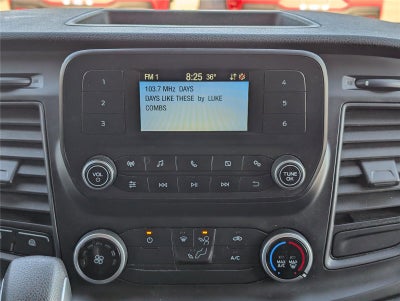 FM 1 8:25 36°
103.7 MHz DAYS
DAYS LIKE THESE by LUKE
COMBS
1 4
2 5
3 6
VOL
TUNE
OK
MAX
A/C
MAX
A/C